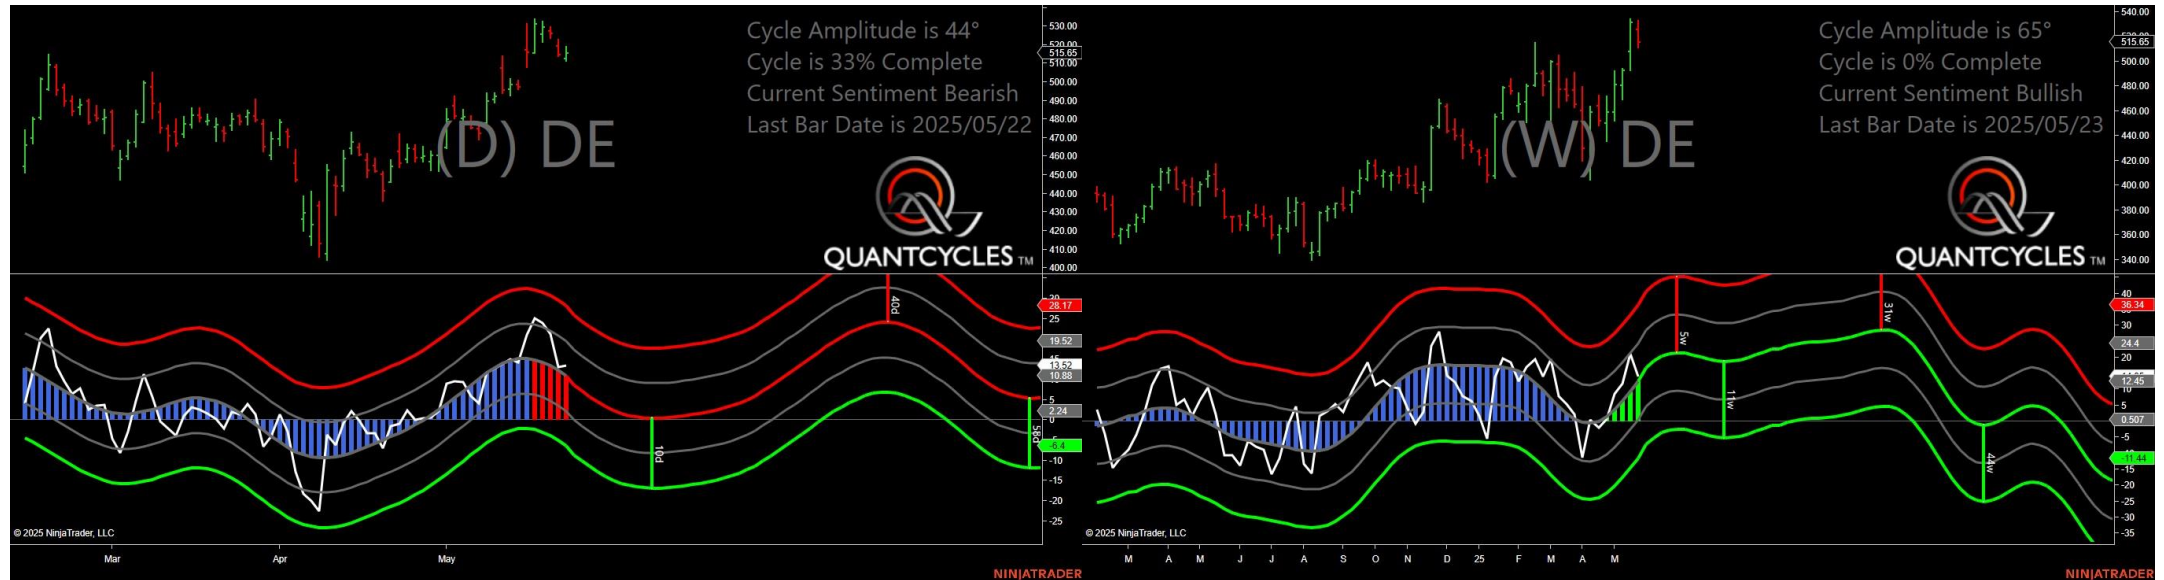 Cycle Amplitude is 44°
Cycle is 33% Complete
Current Sentiment Bearish
Last Bar Date is 2025/05/22
(D) DE
QUANTCYCLES TM
530.00
520.00
515.65
510.00
500.00
490.00
480.00
470.00
460.00
450.00
440.00
430.00
420.00
410.00
400.00
40d
10d
58d
28.17
25
19.52
15
13.52
10.88
5
2.24
0
-6.4
-10
-15
-20
-25
© 2025 NinjaTrader, LLC
Mar
Apr
May
NINJATRADER
Cycle Amplitude is 65°
Cycle is 0% Complete
Current Sentiment Bullish
Last Bar Date is 2025/05/23
(W) DE
QUANTCYCLES TM
540.00
515.65
500.00
480.00
460.00
440.00
420.00
400.00
380.00
360.00
340.00
5w
11w
31w
44w
40
36.34
30
24.4
20
12.45
10
5
0.507
-5
-11.44
-15
-20
-25
-30
-35
© 2025 NinjaTrader, LLC
M A M J J A S O N D 25 F M A M
NINJATRADER